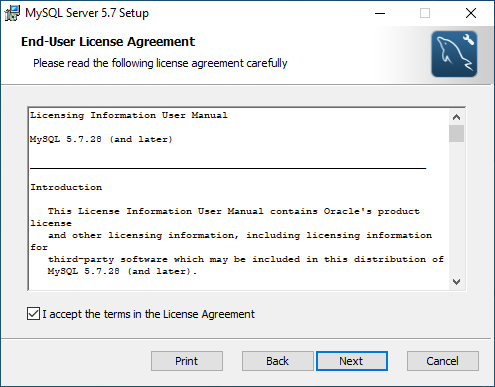 MySQL Server 5.7 Setup
End-User License Agreement
Please read the following license agreement carefully
Licensing Information User Manual
MySQL 5.7.28 (and later)
Introduction
This License Information User Manual contains Oracle's product
license
and other licensing information, including licensing information
for
third-party software which may be included in this distribution of
MySQL 5.7.28 (and later).
I accept the terms in the License Agreement
Print
Back
Next
Cancel